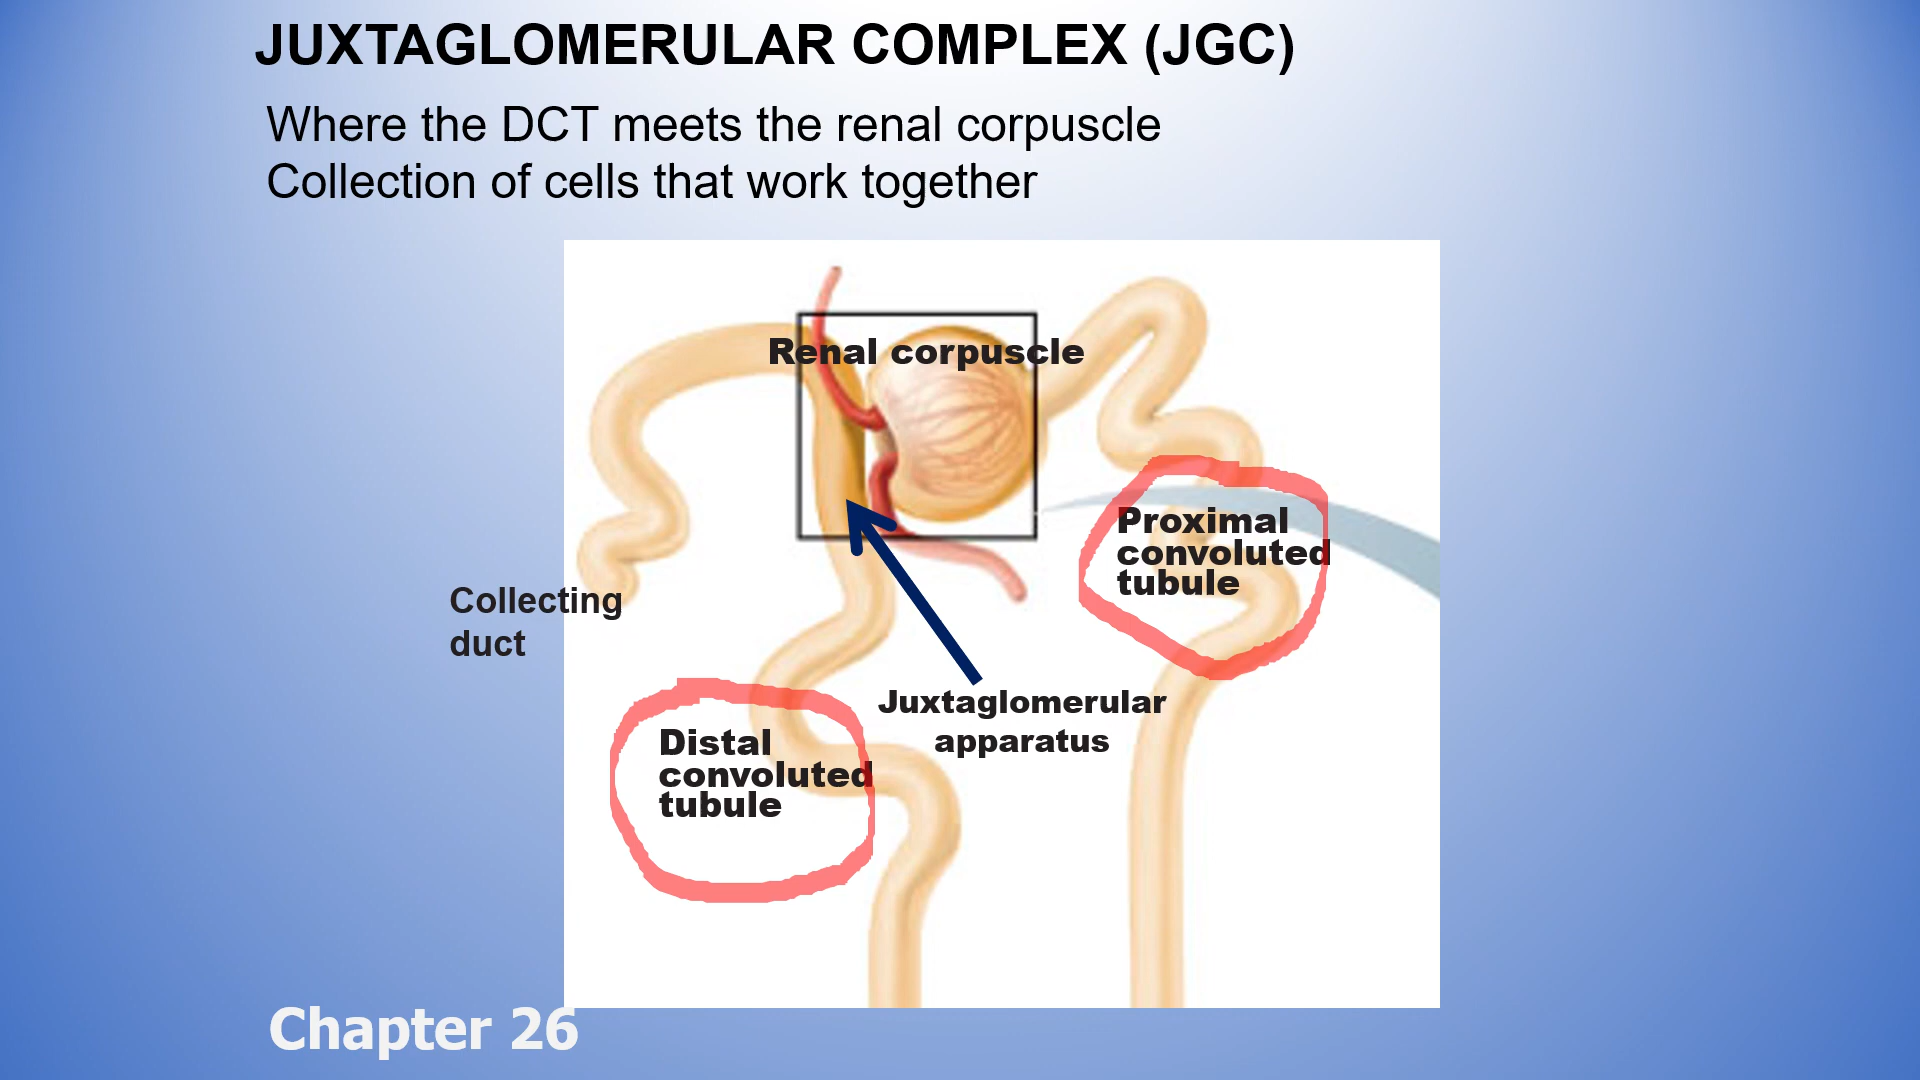 JUXTAGLOMERULAR COMPLEX (JGC)
Where the DCT meets the renal corpuscle
Collection of cells that work together
Renal corpuscle
Proximal
convoluted
tubule
Collecting
duct
Juxtaglomerular
apparatus
Distal
convoluted
tubule
Chapter 26